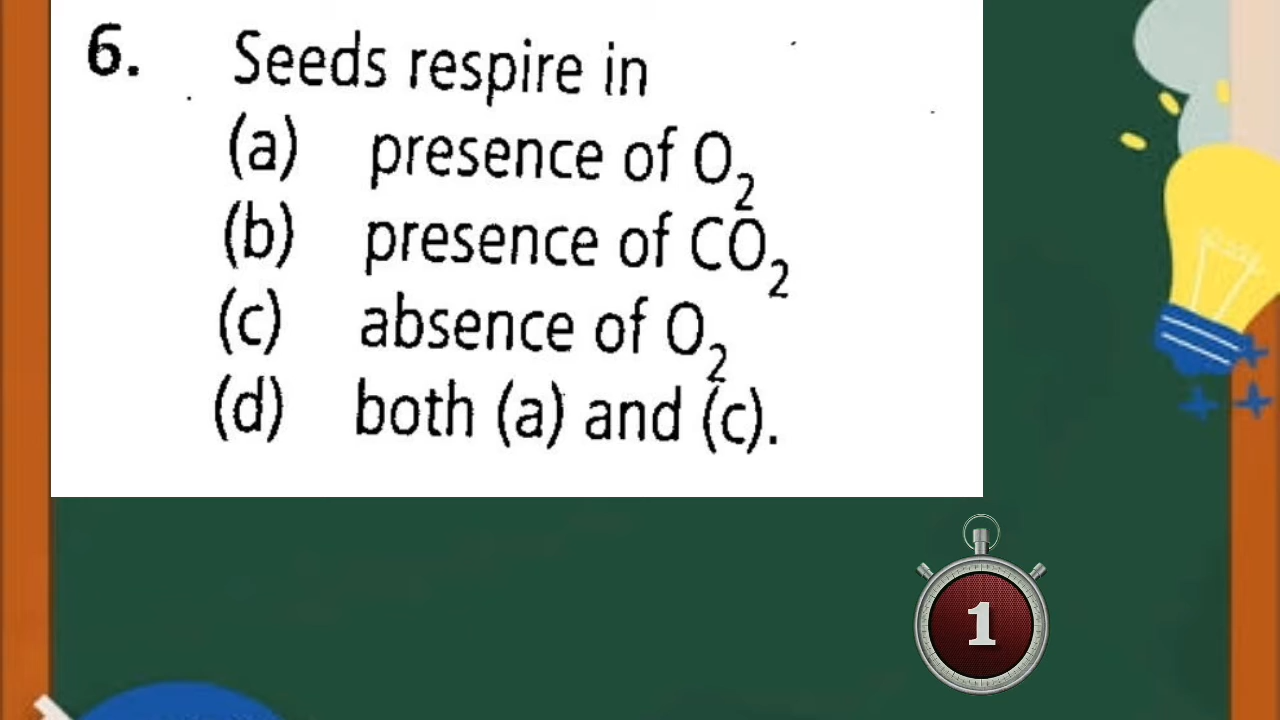 6. Seeds respire in
(a) presence of O₂
(b) presence of CO₂
(c) absence of O₂
(d) both (a) and (c).
1